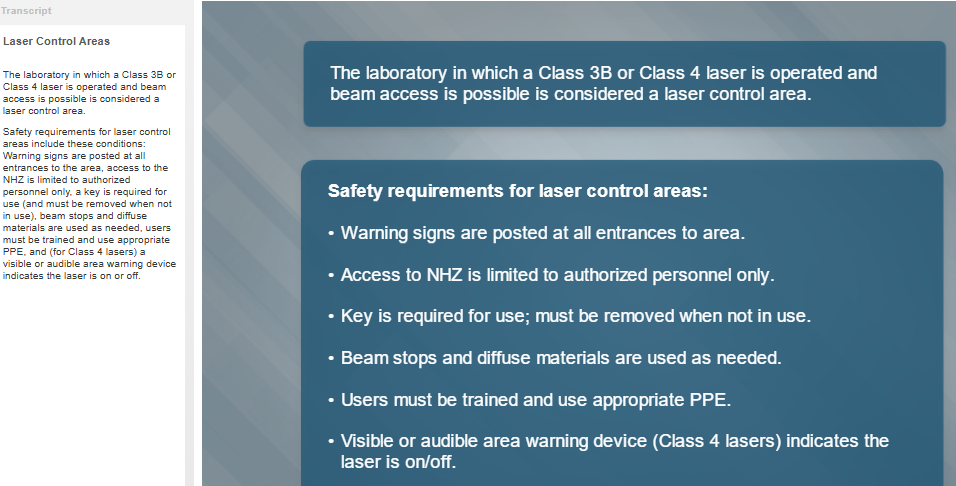 Transcript
Laser Control Areas
The laboratory in which a Class 3B or
Class 4 laser is operated and beam
access is possible is considered a
laser control area.
Safety requirements for laser control
areas include these conditions:
Warning signs are posted at all
entrances to the area, access to the
NHZ is limited to authorized
personnel only, a key is required for
use (and must be removed when not
in use), beam stops and diffuse
materials are used as needed, users
must be trained and use appropriate
PPE, and (for Class 4 lasers) a
visible or audible area warning device
indicates the laser is on or off.
The laboratory in which a Class 3B or Class 4 laser is operated and
beam access is possible is considered a laser control area.
Safety requirements for laser control areas:
• Warning signs are posted at all entrances to area.
• Access to NHZ is limited to authorized personnel only.
• Key is required for use; must be removed when not in use.
• Beam stops and diffuse materials are used as needed.
• Users must be trained and use appropriate PPE.
• Visible or audible area warning device (Class 4 lasers) indicates the
laser is on/off.